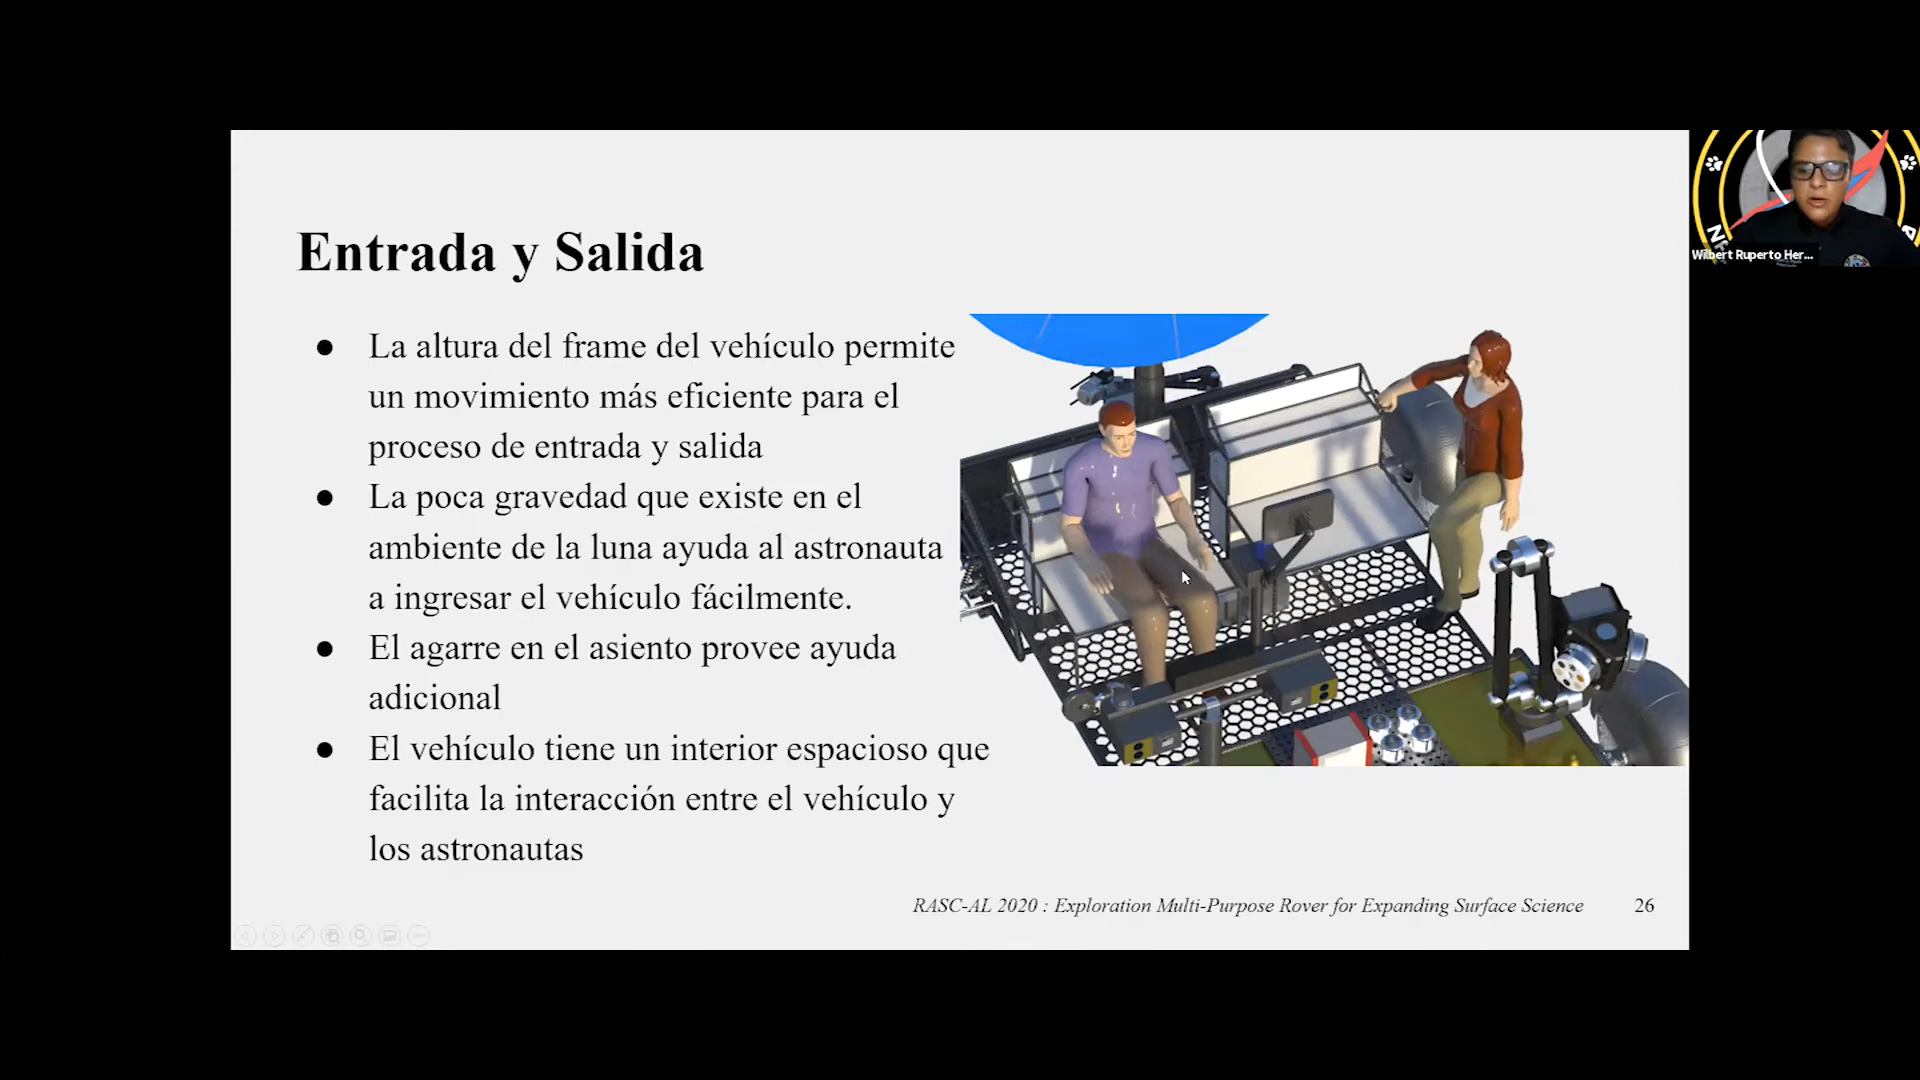 Entrada y Salida
● La altura del frame del vehículo permite
un movimiento más eficiente para el
proceso de entrada y salida
● La poca gravedad que existe en el
ambiente de la luna ayuda al astronauta
a ingresar el vehículo fácilmente.
● El agarre en el asiento provee ayuda
adicional
● El vehículo tiene un interior espacioso que
facilita la interacción entre el vehículo y
los astronautas
RASC-AL 2020 : Exploration Multi-Purpose Rover for Expanding Surface Science 26
Wilbert Ruperto Her...